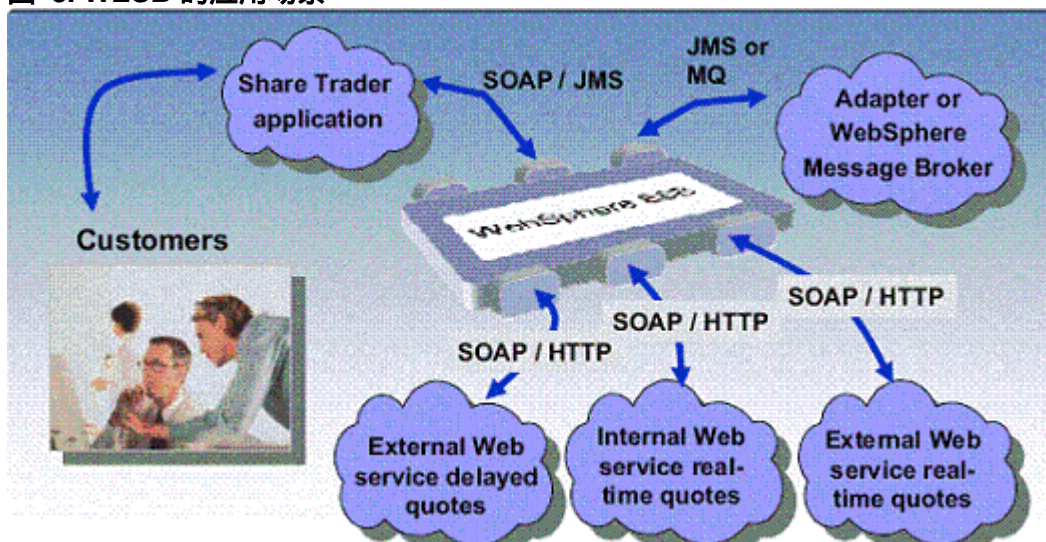 Share Trader
application
SOAP / JMS
JMS or
MQ
Adapter or
WebSphere
Message Broker
WebSphere ESB
Customers
SOAP / HTTP
SOAP / HTTP
SOAP / HTTP
External Web
service delayed
quotes
Internal Web
service real-
time quotes
External Web
service real-
time quotes